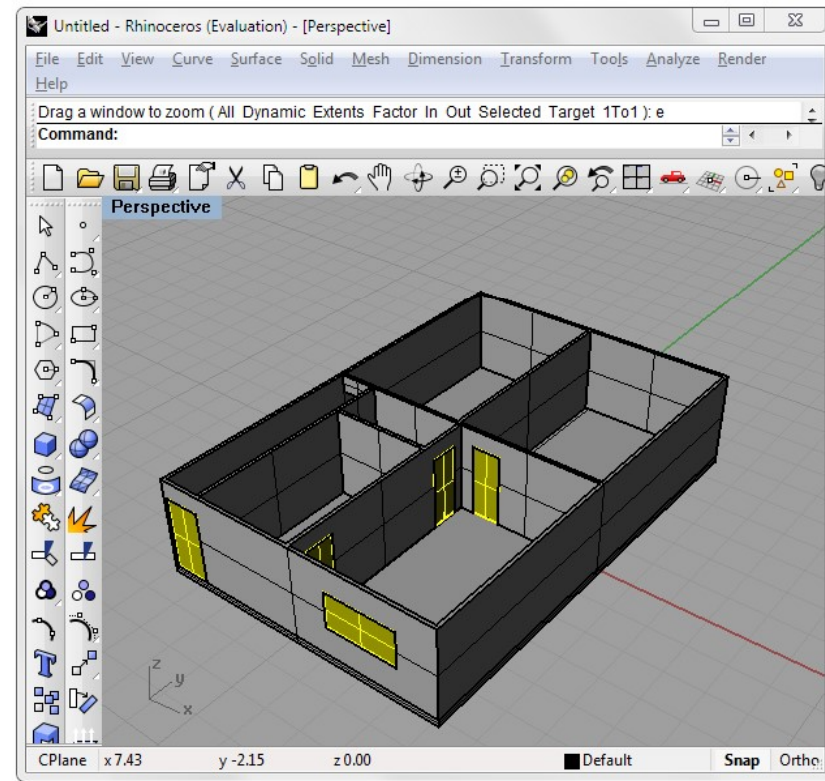 Untitled - Rhinoceros (Evaluation) - [Perspective]
File Edit View Curve Surface Solid Mesh Dimension Transform Tools Analyze Render
Help
Drag a window to zoom ( All Dynamic Extents Factor In Out Selected Target 1To1 ): e
Command:
Perspective
z
y
x
CPlane x 7.43 y -2.15 z 0.00 Default Snap Ortho